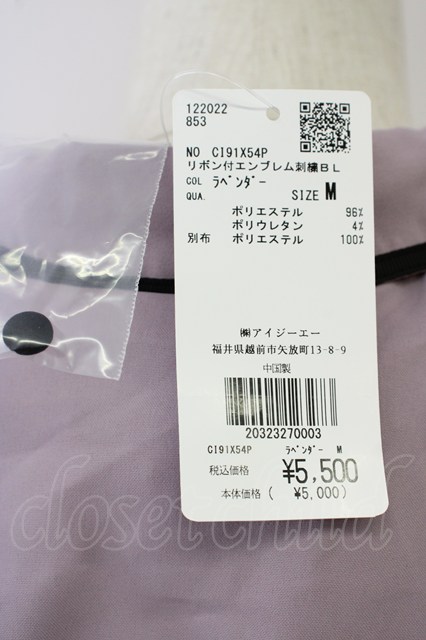 122022
853
NO CI91X54P
リボン付エンブレム刺繍BL
COL ラベンダー
QUA. SIZE M
ポリエステル 96%
ポリウレタン 4%
別布 ポリエステル 100%
㈱アイジーエー
福井県越前市矢放町13-8-9
中国製
20323270003
CI91X54P ラベンダー M
税込価格 ¥5,500
本体価格( ¥5,000)
closet child